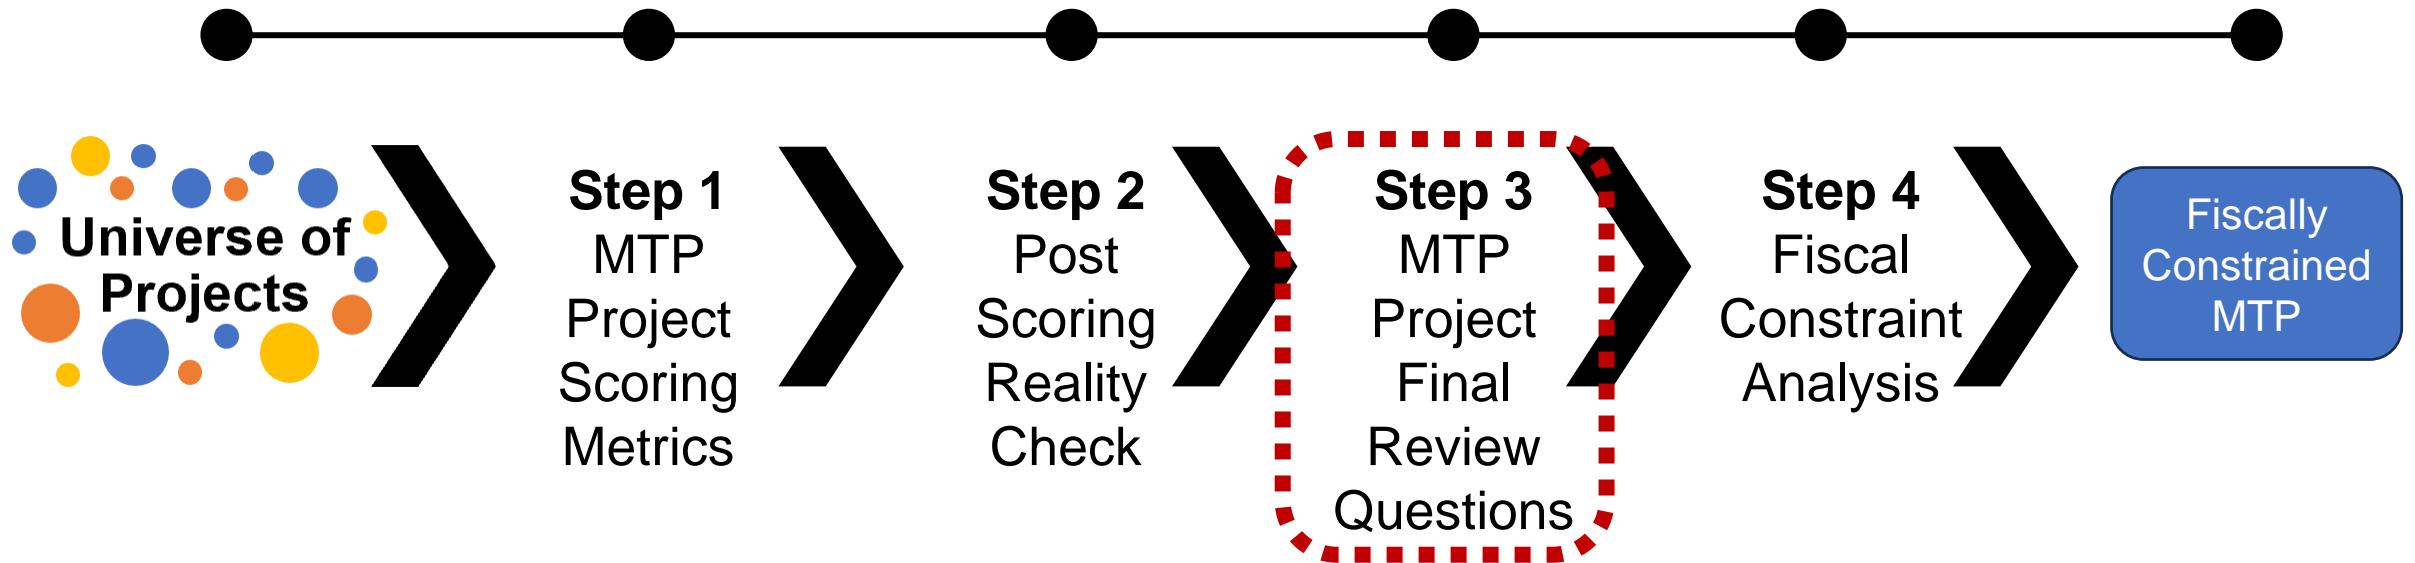 Universe of
Projects
Step 1
MTP
Project
Scoring
Metrics
Step 2
Post
Scoring
Reality
Check
Step 3
MTP
Project
Final
Review
Questions
Step 4
Fiscal
Constraint
Analysis
Fiscally
Constrained
MTP